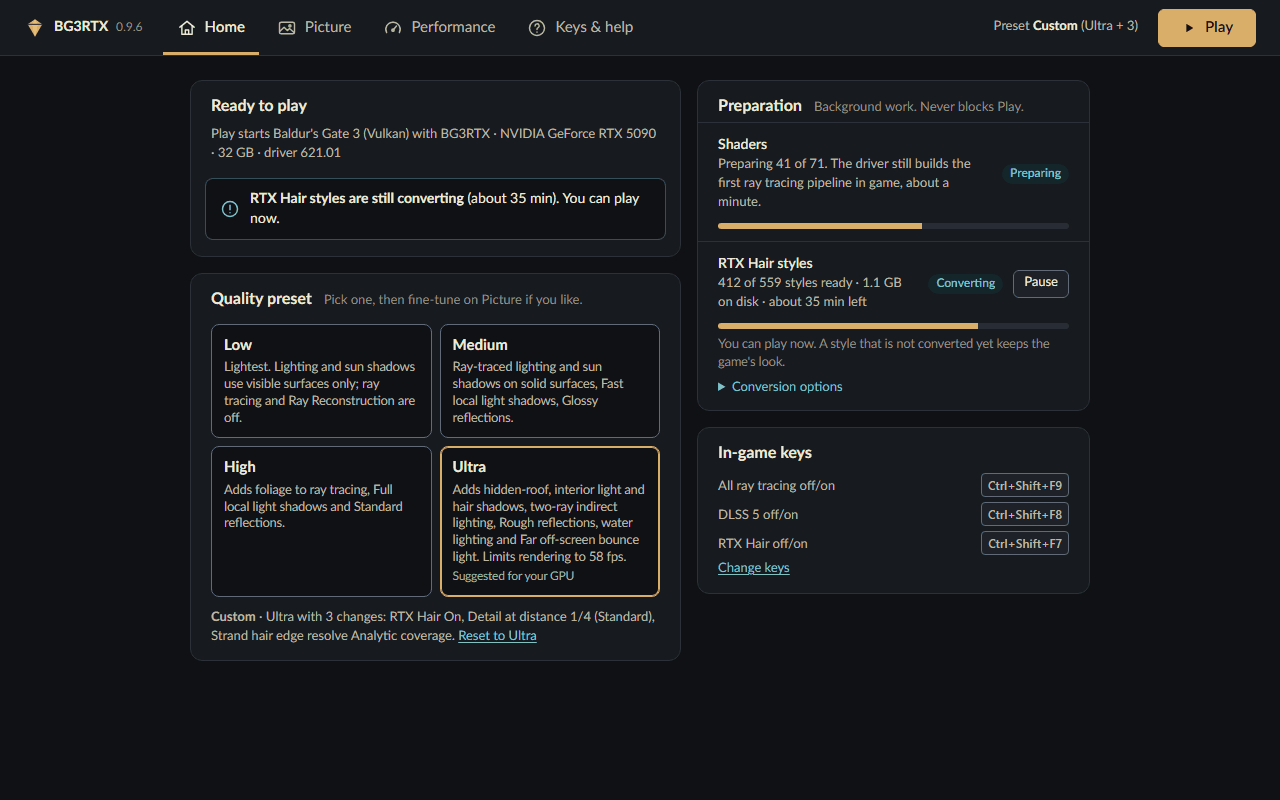 BG3RTX 0.9.6
Home
Picture
Performance
Keys & help
Preset Custom (Ultra + 3)
Play
Ready to play
Play starts Baldur's Gate 3 (Vulkan) with BG3RTX · NVIDIA GeForce RTX 5090
· 32 GB · driver 621.01
RTX Hair styles are still converting (about 35 min). You can play
now.
Quality preset Pick one, then fine-tune on Picture if you like.
Low
Lightest. Lighting and sun shadows
use visible surfaces only; ray
tracing and Ray Reconstruction are
off.
Medium
Ray-traced lighting and sun
shadows on solid surfaces, Fast
local light shadows, Glossy
reflections.
High
Adds foliage to ray tracing, Full
local light shadows and Standard
reflections.
Ultra
Adds hidden-roof, interior light and
hair shadows, two-ray indirect
lighting, Rough reflections, water
lighting and Far off-screen bounce
light. Limits rendering to 58 fps.
Suggested for your GPU
Custom · Ultra with 3 changes: RTX Hair On, Detail at distance 1/4 (Standard),
Strand hair edge resolve Analytic coverage. Reset to Ultra
Preparation Background work. Never blocks Play.
Shaders
Preparing 41 of 71. The driver still builds the
first ray tracing pipeline in game, about a
minute.
Preparing
RTX Hair styles
412 of 559 styles ready · 1.1 GB
on disk · about 35 min left
Converting
Pause
You can play now. A style that is not converted yet keeps the
game's look.
Conversion options
In-game keys
All ray tracing off/on Ctrl+Shift+F9
DLSS 5 off/on Ctrl+Shift+F8
RTX Hair off/on Ctrl+Shift+F7
Change keys